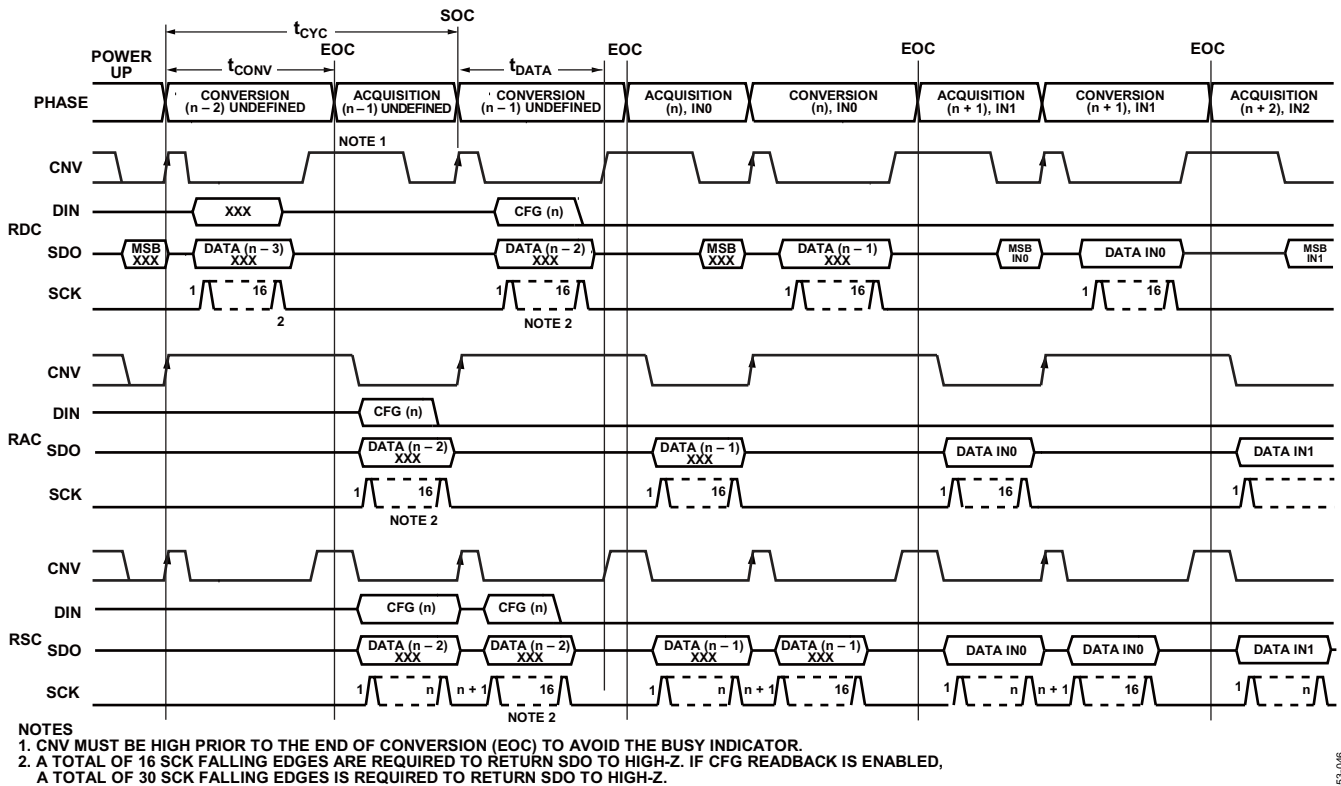 SOC
tCYC
POWER
UP
EOC
EOC
EOC
EOC
tCONV
tDATA
PHASE
CONVERSION
(n – 2) UNDEFINED
ACQUISITION
(n – 1) UNDEFINED
CONVERSION
(n – 1) UNDEFINED
ACQUISITION
(n), IN0
CONVERSION
(n), IN0
ACQUISITION
(n + 1), IN1
CONVERSION
(n + 1), IN1
ACQUISITION
(n + 2), IN2
NOTE 1
CNV
RDC
DIN
XXX
CFG (n)
SDO
MSB
XXX
DATA (n – 3)
XXX
DATA (n – 2)
XXX
MSB
XXX
DATA (n – 1)
XXX
MSB
IN0
DATA IN0
MSB
IN1
SCK
1 16
2
1 16
NOTE 2
1 16
1 16
CNV
RAC
DIN
CFG (n)
SDO
DATA (n – 2)
XXX
DATA (n – 1)
XXX
DATA IN0
DATA IN1
SCK
1 16
NOTE 2
1 16
1 16
1
CNV
RSC
DIN
CFG (n)
CFG (n)
SDO
DATA (n – 2)
XXX
DATA (n – 2)
XXX
DATA (n – 1)
XXX
DATA (n – 1)
XXX
DATA IN0
DATA IN0
DATA IN1
SCK
1 n n + 1 16
NOTE 2
1 n n + 1 16
1 n n + 1 16
1 n
NOTES
1. CNV MUST BE HIGH PRIOR TO THE END OF CONVERSION (EOC) TO AVOID THE BUSY INDICATOR.
2. A TOTAL OF 16 SCK FALLING EDGES ARE REQUIRED TO RETURN SDO TO HIGH-Z. IF CFG READBACK IS ENABLED,
A TOTAL OF 30 SCK FALLING EDGES IS REQUIRED TO RETURN SDO TO HIGH-Z.